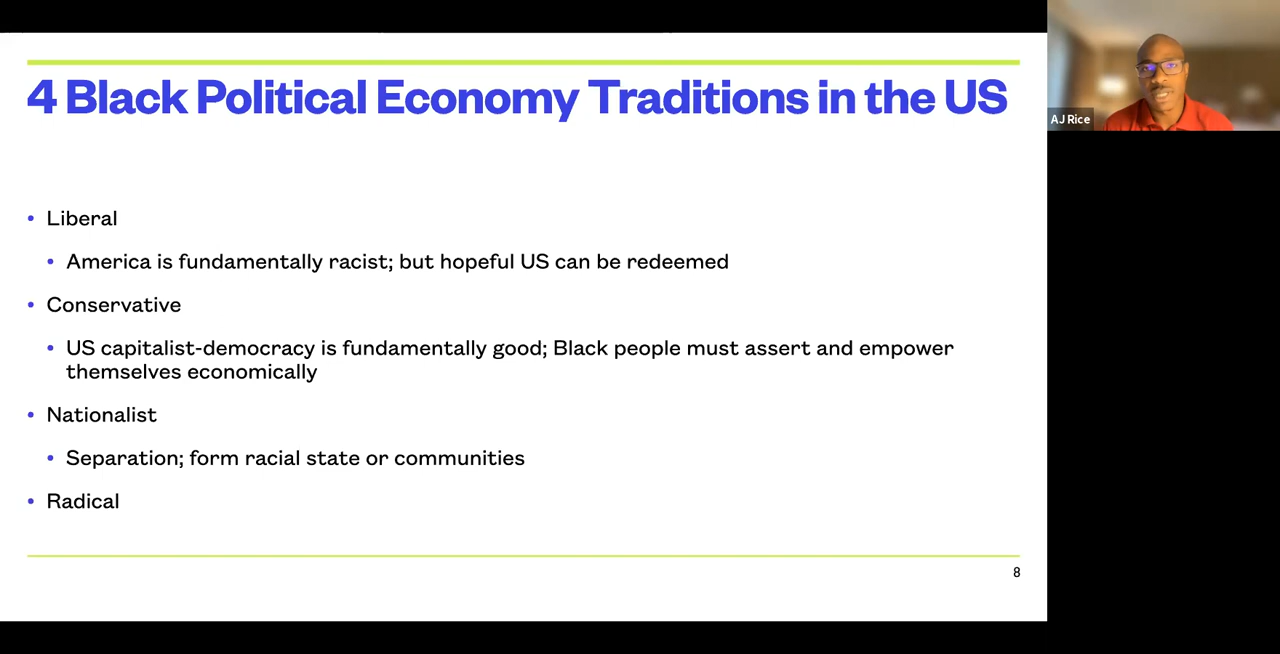 4 Black Political Economy Traditions in the US
AJ Rice
• Liberal
• America is fundamentally racist; but hopeful US can be redeemed
• Conservative
• US capitalist-democracy is fundamentally good; Black people must assert and empower
themselves economically
• Nationalist
• Separation; form racial state or communities
• Radical
8